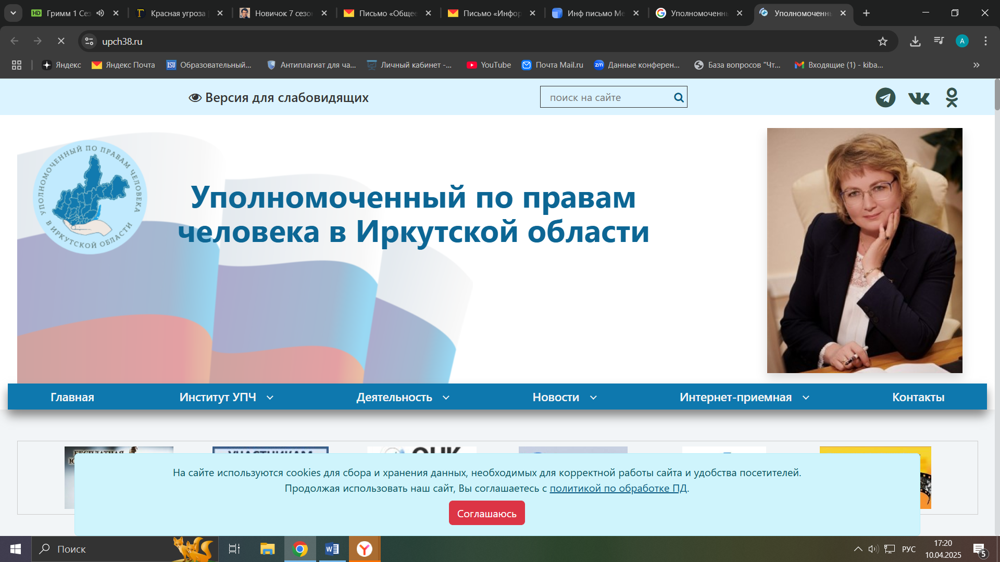 Гримм 1 Сез
Красная угроза
Новичок 7 сезо
Письмо «Общее
Письмо «Инфор
Инф письмо Ме
Уполномоченны
Уполномоченны
upch38.ru
A
Яндекс
Яндекс Почта
Образовательный...
Антиплагиат для ча...
Личный кабинет -...
YouTube
Почта Mail.ru
Данные конферен...
База вопросов "Чт...
Входящие (1) - kiba...
Версия для слабовидящих
поиск на сайте
УПОЛНОМОЧЕННЫЙ ПО ПРАВАМ ЧЕЛОВЕКА
В ИРКУТСКОЙ ОБЛАСТИ
Уполномоченный по правам
человека в Иркутской области
Главная
Институт УПЧ
Деятельность
Новости
Интернет-приемная
Контакты
БЕСПЛАТНАЯ
УЧАСТНИКАМ
На сайте используются cookies для сбора и хранения данных, необходимых для корректной работы сайта и удобства посетителей.
Продолжая использовать наш сайт, Вы соглашаетесь с политикой по обработке ПД.
Соглашаюсь
Поиск
РУС
17:20
10.04.2025
5